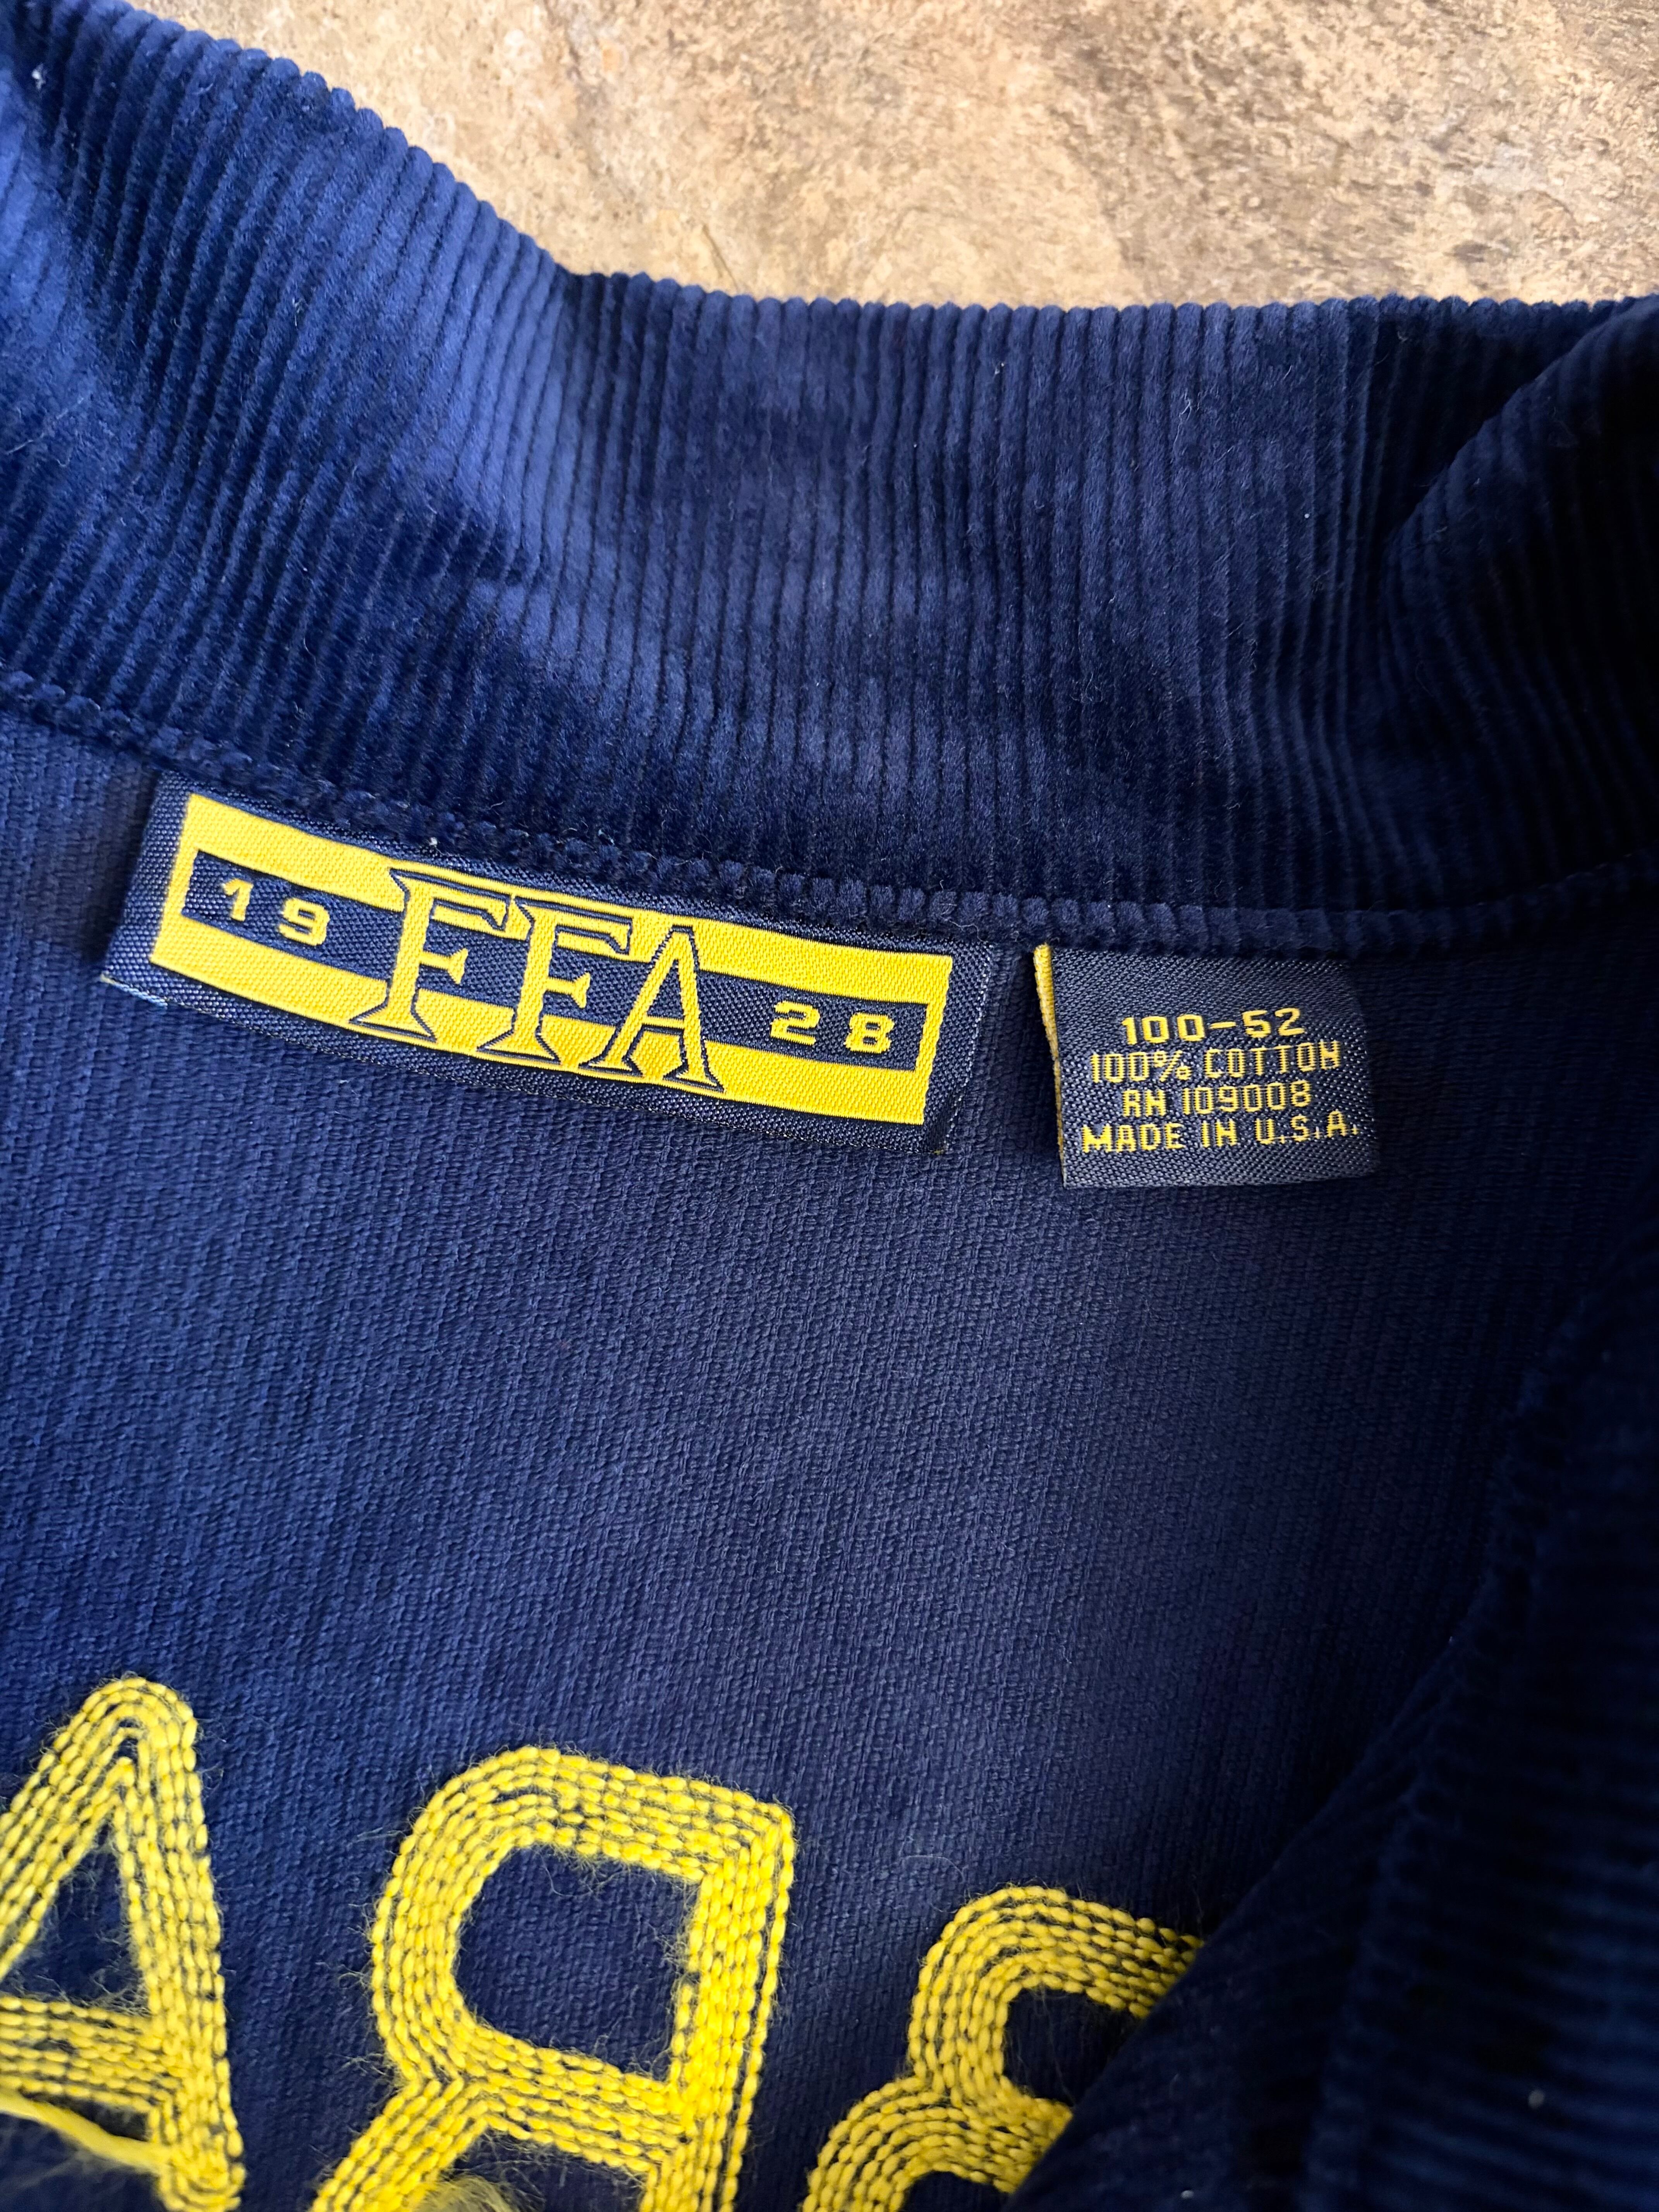 19 FFA 28
100-52
100% COTTON
RN 109008
MADE IN U.S.A.